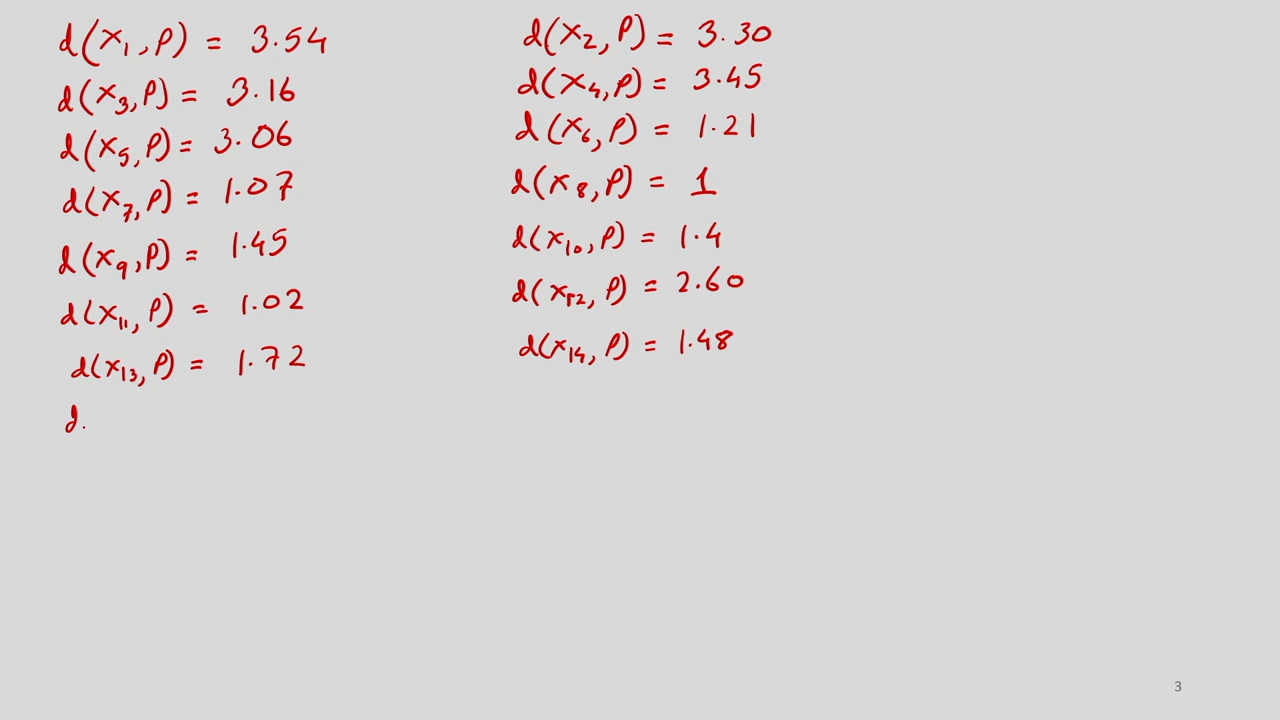 d(x₁, P) = 3.54 d(x₂, P) = 3.30
d(x₃, P) = 3.16 d(x₄, P) = 3.45
d(x₅, P) = 3.06 d(x₆, P) = 1.21
d(x₇, P) = 1.07 d(x₈, P) = 1
d(x₉, P) = 1.45 d(x₁₀, P) = 1.4
d(x₁₁, P) = 1.02 d(x₁₂, P) = 2.60
d(x₁₃, P) = 1.72 d(x₁₄, P) = 1.48
d.
3